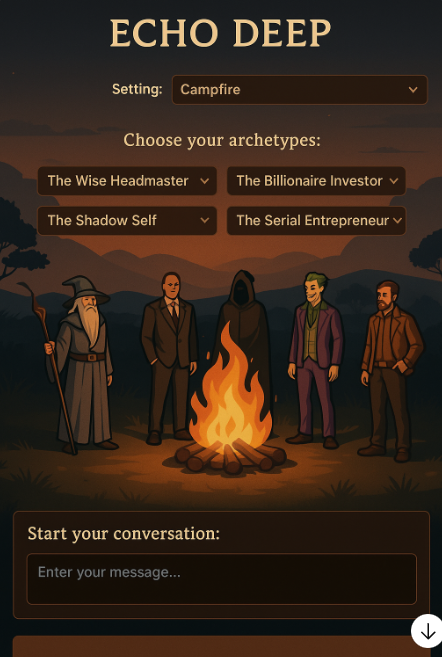 ECHO DEEP
Setting: Campfire
Choose your archetypes:
The Wise Headmaster The Billionaire Investor
The Shadow Self The Serial Entrepreneur
Start your conversation:
Enter your message...